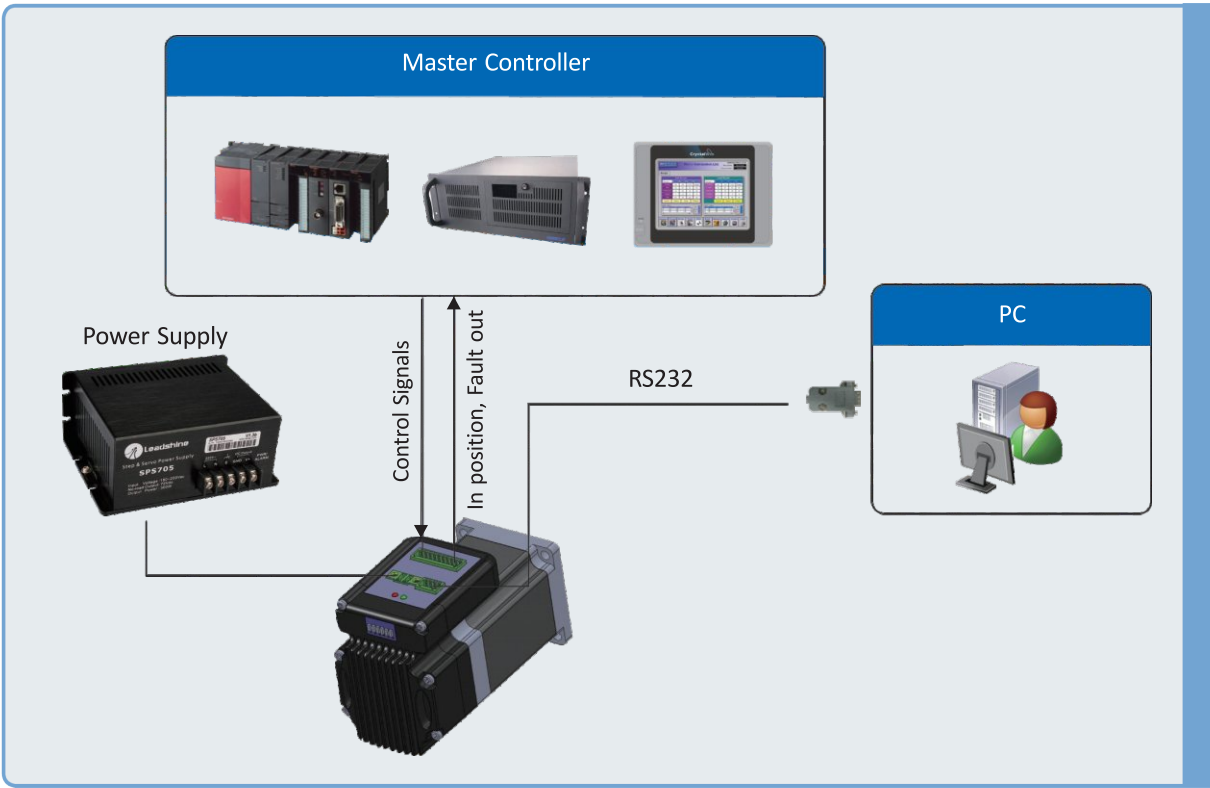 Master Controller
Power Supply
Leadshine
SPS705
Control Signals
In position, Fault out
RS232
PC